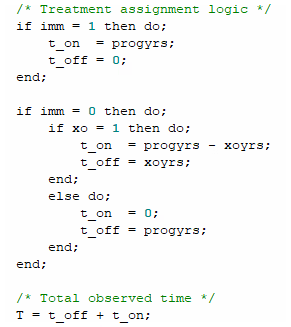 /* Treatment assignment logic */
if imm = 1 then do;
    t_on  = progyrs;
    t_off = 0;
end;

if imm = 0 then do;
    if xo = 1 then do;
        t_on  = progyrs - xoyrs;
        t_off = xoyrs;
    end;
    else do;
        t_on  = 0;
        t_off = progyrs;
    end;
end;

/* Total observed time */
T = t_off + t_on;